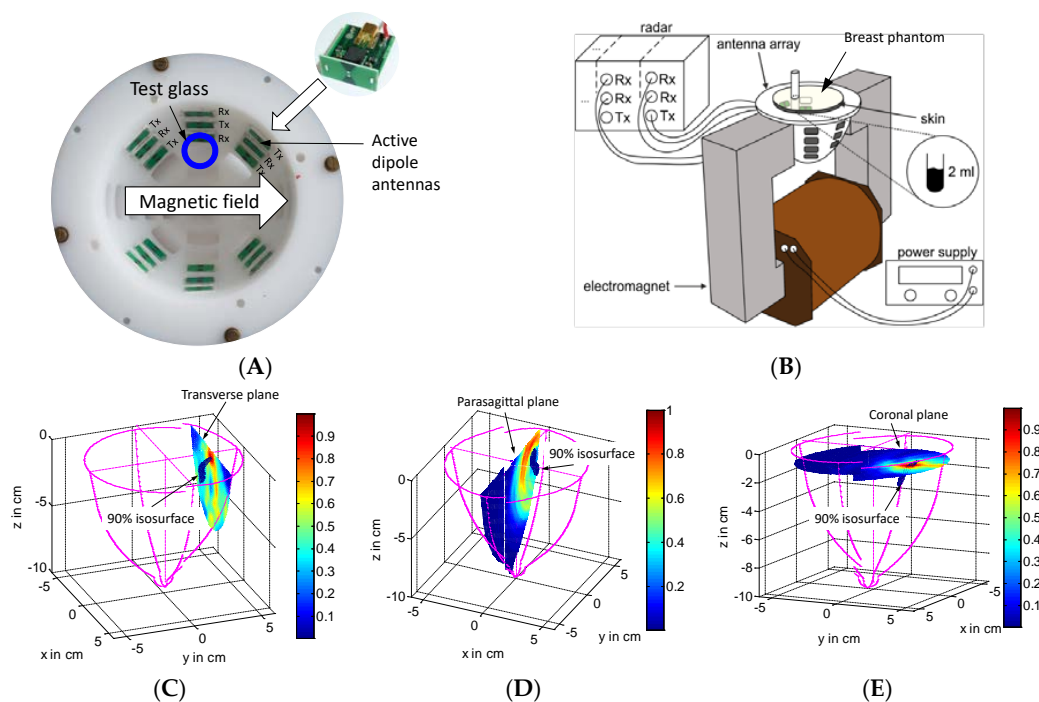 Test glass
Tx
Rx
Tx
Rx
Tx
Rx
Tx
Rx
Tx
Active
dipole
antennas
Magnetic field
(A)
radar
...
...
Rx
Rx
Rx
Rx
Tx
Tx
antenna array
Breast phantom
skin
2 ml
power supply
electromagnet
(B)
Transverse plane
0
-5
-10
z in cm
-5
0
5
x in cm
-5
0
5
y in cm
90% isosurface
0.9
0.8
0.7
0.6
0.5
0.4
0.3
0.2
0.1
(C)
Parasagittal plane
90% isosurface
5
0
-5
-10
z in cm
-5
0
5
x in cm
-5
0
5
y in cm
1
0.8
0.6
0.4
0.2
(D)
Coronal plane
90% isosurface
0
-2
-4
-6
-8
-10
z in cm
-5
0
5
y in cm
-5
0
5
x in cm
0.9
0.8
0.7
0.6
0.5
0.4
0.3
0.2
0.1
(E)